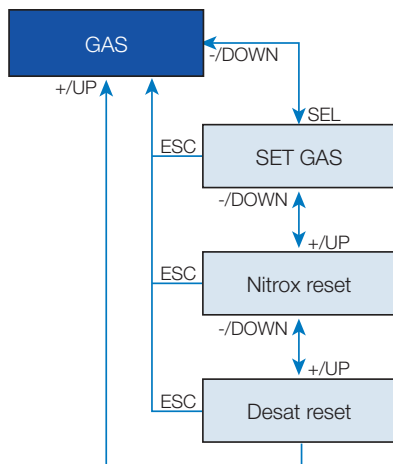 GAS
-/DOWN
+/UP
SEL
ESC
SET GAS
-/DOWN
+/UP
ESC
Nitrox reset
-/DOWN
+/UP
ESC
Desat reset